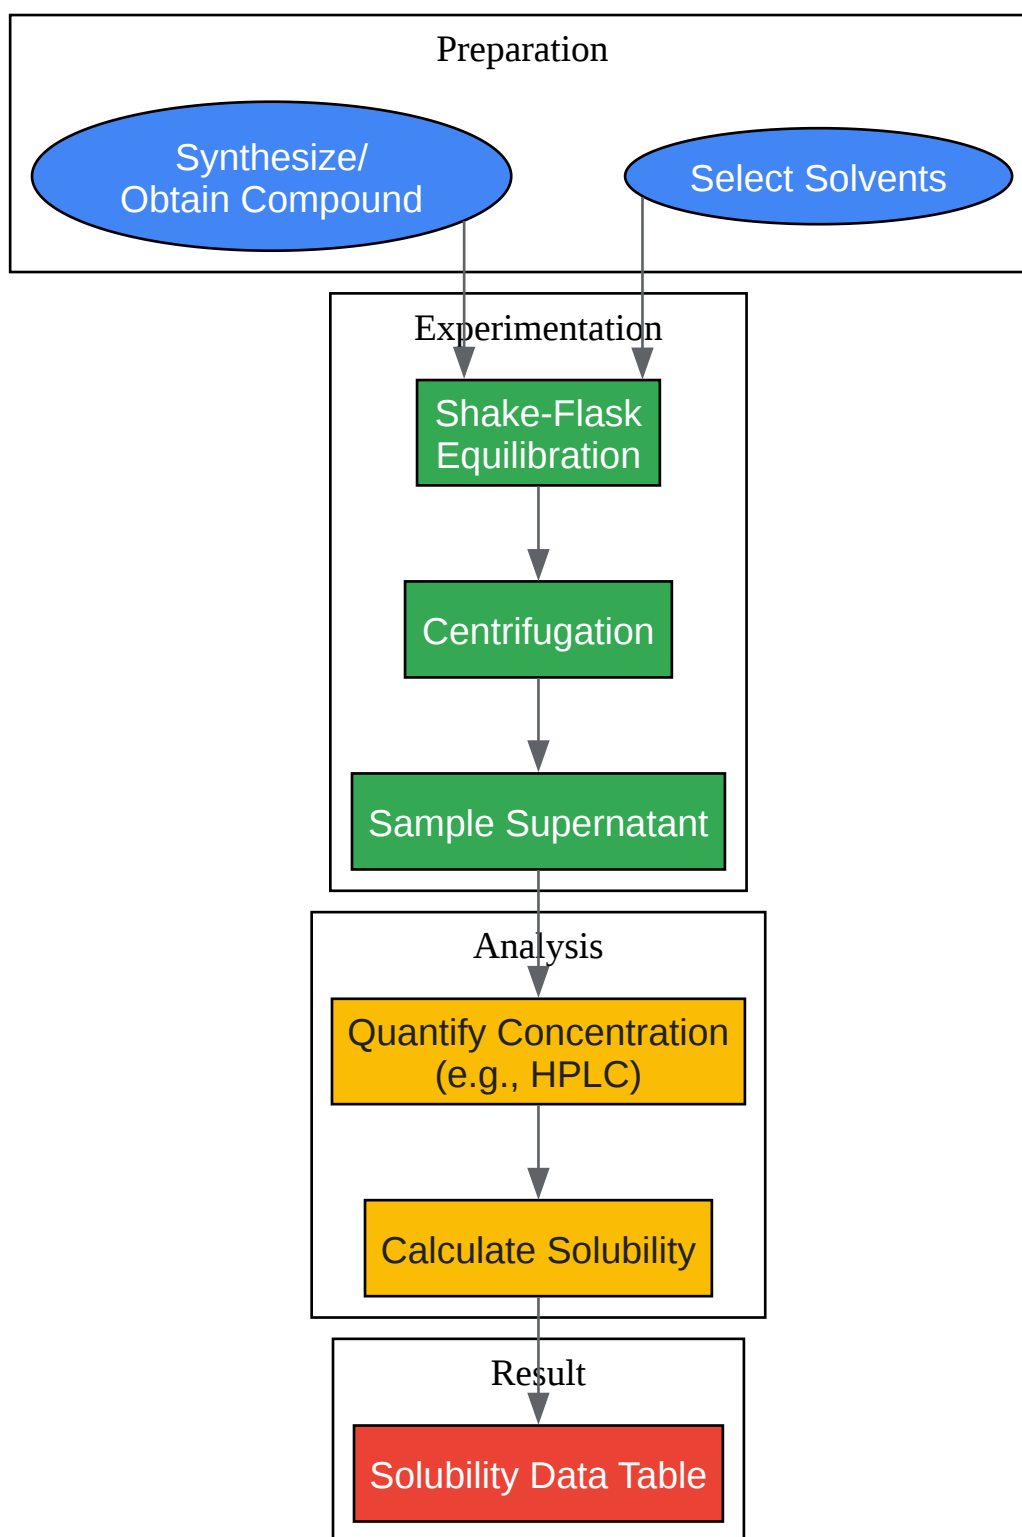 Preparation
Synthesize/
Obtain Compound
Select Solvents
Experimentation
Shake-Flask
Equilibration
Centrifugation
Sample Supernatant
Analysis
Quantify Concentration
(e.g., HPLC)
Calculate Solubility
Result
Solubility Data Table